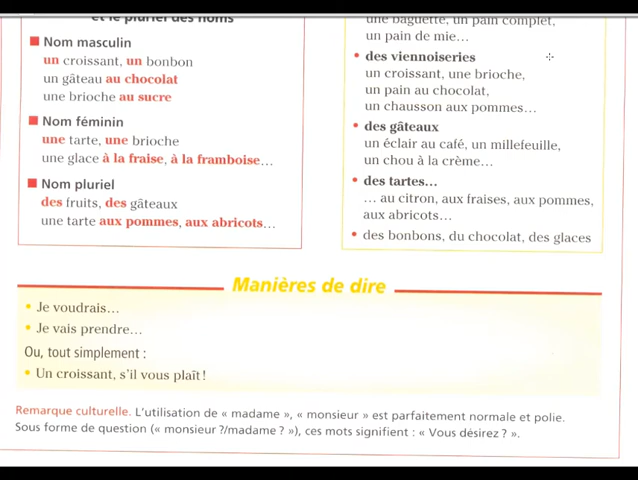 et le pluriel des noms
Nom masculin
un croissant, un bonbon
un gâteau au chocolat
une brioche au sucre
Nom féminin
une tarte, une brioche
une glace à la fraise, à la framboise…
Nom pluriel
des fruits, des gâteaux
une tarte aux pommes, aux abricots…
une baguette, un pain complet,
un pain de mie…
• des viennoiseries
un croissant, une brioche,
un pain au chocolat,
un chausson aux pommes…
• des gâteaux
un éclair au café, un millefeuille,
un chou à la crème…
• des tartes…
… au citron, aux fraises, aux pommes,
aux abricots…
• des bonbons, du chocolat, des glaces
Manières de dire
• Je voudrais…
• Je vais prendre…
Ou, tout simplement :
• Un croissant, s'il vous plaît !
Remarque culturelle. L'utilisation de « madame », « monsieur » est parfaitement normale et polie.
Sous forme de question (« monsieur ?/madame ? »), ces mots signifient : « Vous désirez ? ».